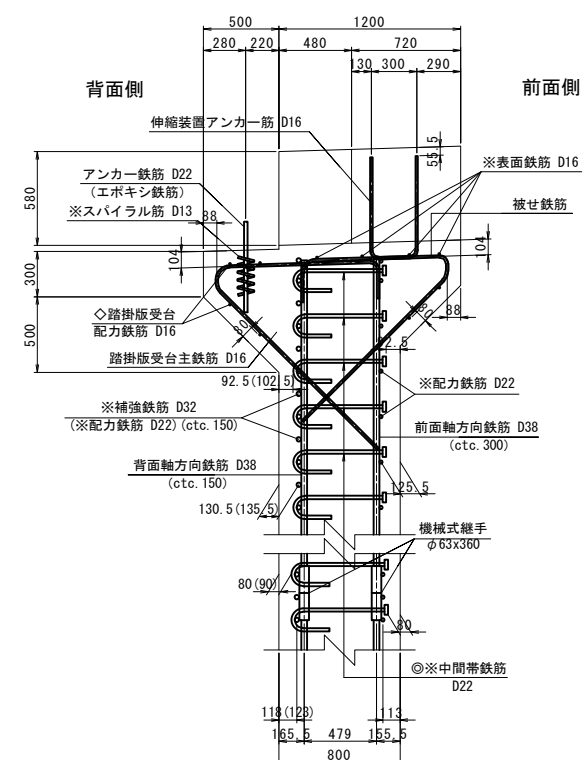 500
1200
280
220
480
720
130
300
290
背面側
前面側
伸縮装置アンカー筋 D16
55.5
580
アンカー鉄筋 D22
(エポキシ鉄筋)
※スパイラル筋 D13
※表面鉄筋 D16
被せ鉄筋
88
104
104
300
◇踏掛版受台
配力鉄筋 D16
80
80
88
500
踏掛版受台主鉄筋 D16
92.5(102.5)
※補強鉄筋 D32
(※配力鉄筋 D22)(ctc.150)
※配力鉄筋 D22
前面軸方向鉄筋 D38
(ctc.300)
背面軸方向鉄筋 D38
(ctc.150)
125.5
130.5(135.5)
機械式継手
φ63x360
80(90)
80
◎※中間帯鉄筋
D22
118(123)
113
165.5
479
155.5
800